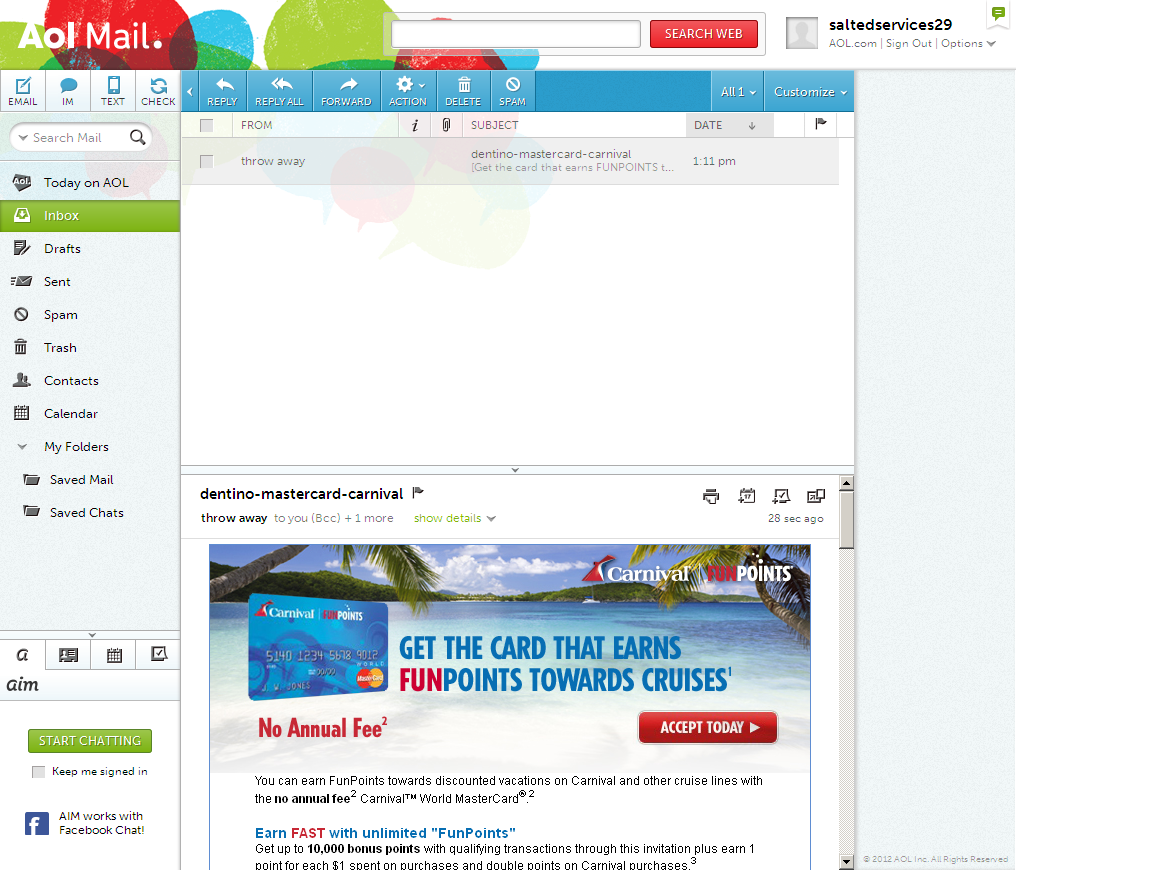 Aol Mail.
SEARCH WEB
saltedservices29
AOL.com | Sign Out | Options
EMAIL IM TEXT CHECK
REPLY REPLY ALL FORWARD ACTION DELETE SPAM
All 1 Customize
Search Mail
FROM i SUBJECT DATE
throw away dentino-mastercard-carnival 1:11 pm
[Get the card that earns FUNPOINTS t...
Aol Today on AOL
Inbox
Drafts
Sent
Spam
Trash
Contacts
Calendar
My Folders
Saved Mail
Saved Chats
a
aim
START CHATTING
Keep me signed in
AIM works with
Facebook Chat!
dentino-mastercard-carnival
throw away to you (Bcc) + 1 more show details 28 sec ago
Carnival | FUNPOINTS
Carnival | FUNPOINTS
5140 1234 5678 9012
WORLD
J. W. JONES
MasterCard
GET THE CARD THAT EARNS
FUNPOINTS TOWARDS CRUISES1
No Annual Fee2
ACCEPT TODAY
You can earn FunPoints towards discounted vacations on Carnival and other cruise lines with
the no annual fee2 Carnival™ World MasterCard®.2
Earn FAST with unlimited "FunPoints"
Get up to 10,000 bonus points with qualifying transactions through this invitation plus earn 1
point for each $1 spent on purchases and double points on Carnival purchases.3
© 2012 AOL Inc. All Rights Reserved